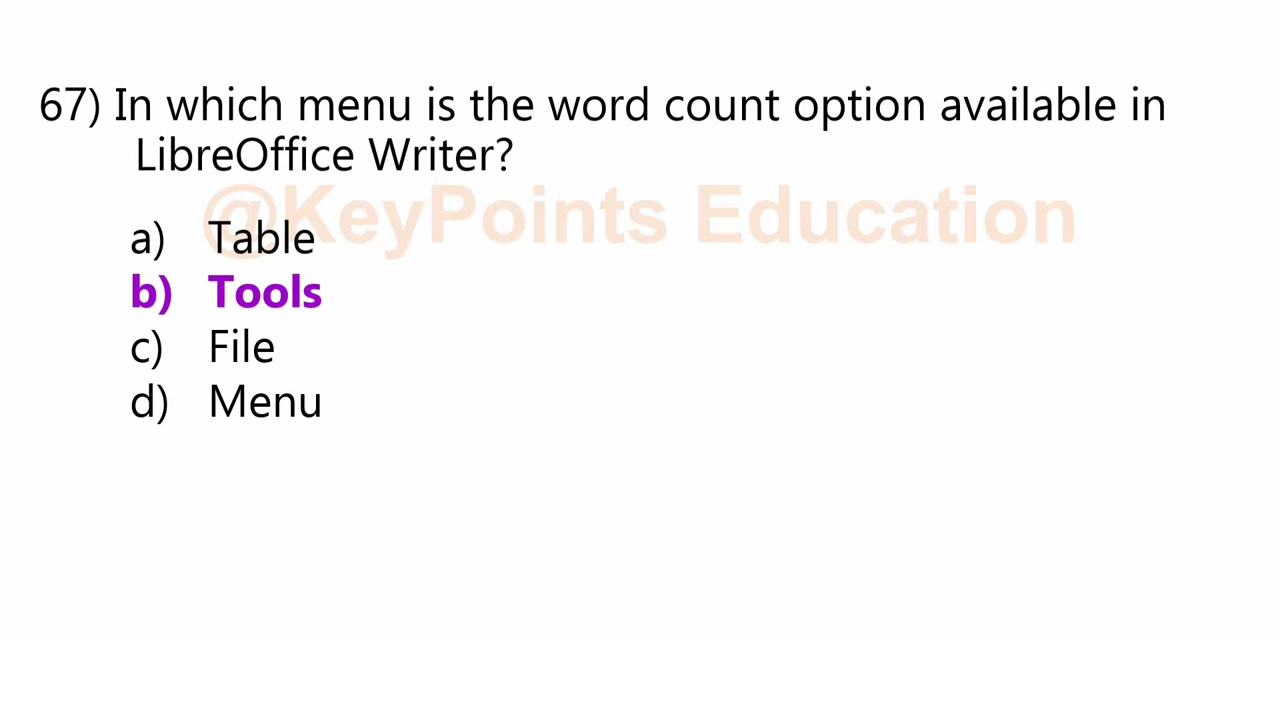 67) In which menu is the word count option available in
LibreOffice Writer?
@KeyPoints Education
a) Table
b) Tools
c) File
d) Menu